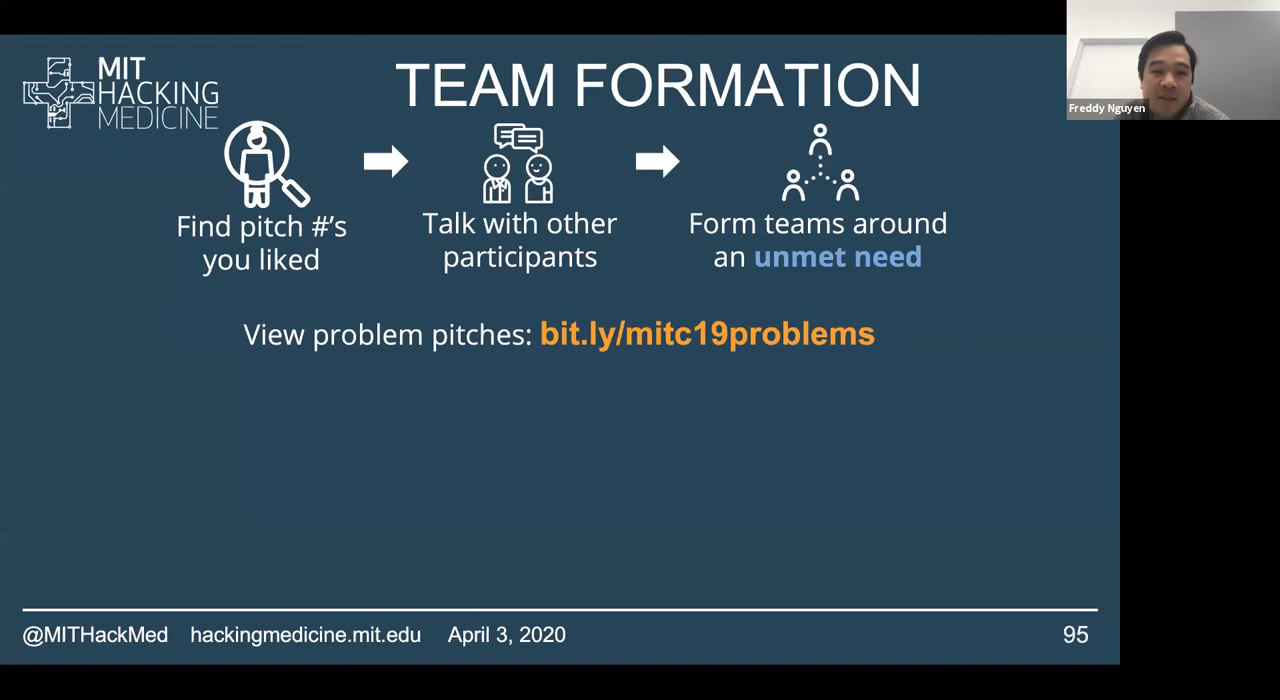 MIT
HACKING
MEDICINE
TEAM FORMATION
Freddy Nguyen
Find pitch #'s
you liked
Talk with other
participants
Form teams around
an unmet need
View problem pitches: bit.ly/mitc19problems
@MITHackMed hackingmedicine.mit.edu April 3, 2020 95